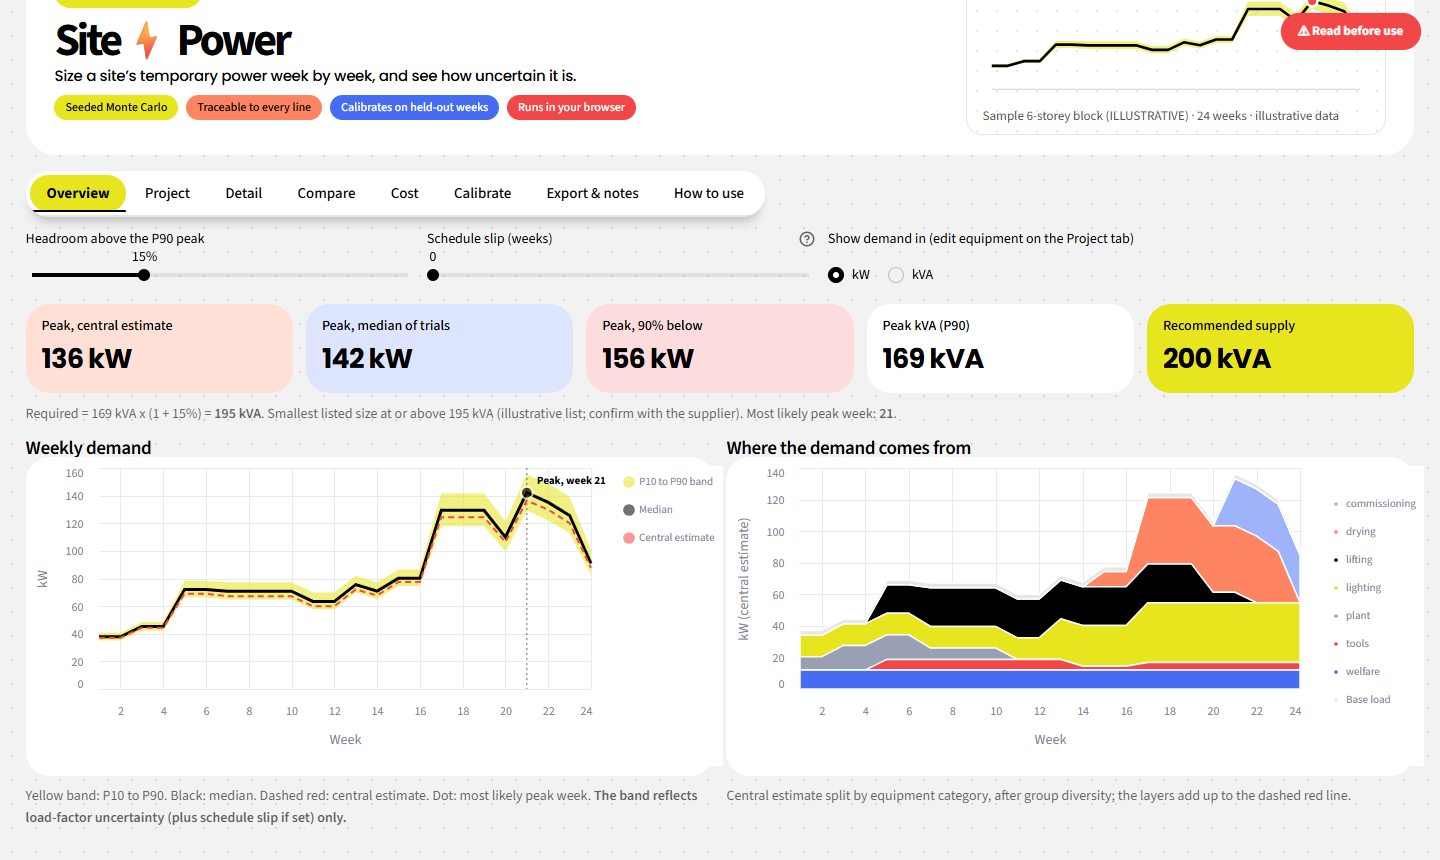 Site Power
⚠ Read before use
Size a site's temporary power week by week, and see how uncertain it is.
Seeded Monte Carlo
Traceable to every line
Calibrates on held-out weeks
Runs in your browser
Sample 6-storey block (ILLUSTRATIVE) · 24 weeks · illustrative data
Overview
Project
Detail
Compare
Cost
Calibrate
Export & notes
How to use
Headroom above the P90 peak
15%
Schedule slip (weeks)
0
?
Show demand in (edit equipment on the Project tab)
kW
kVA
Peak, central estimate
136 kW
Peak, median of trials
142 kW
Peak, 90% below
156 kW
Peak kVA (P90)
169 kVA
Recommended supply
200 kVA
Required = 169 kVA x (1 + 15%) = 195 kVA. Smallest listed size at or above 195 kVA (illustrative list; confirm with the supplier). Most likely peak week: 21.
Weekly demand
160
140
120
100
80
60
40
20
0
kW
Peak, week 21
P10 to P90 band
Median
Central estimate
2 4 6 8 10 12 14 16 18 20 22 24
Week
Yellow band: P10 to P90. Black: median. Dashed red: central estimate. Dot: most likely peak week. The band reflects
load-factor uncertainty (plus schedule slip if set) only.
Where the demand comes from
140
120
100
80
60
40
20
0
kW (central estimate)
commissioning
drying
lifting
lighting
plant
tools
welfare
Base load
2 4 6 8 10 12 14 16 18 20 22 24
Week
Central estimate split by equipment category, after group diversity; the layers add up to the dashed red line.